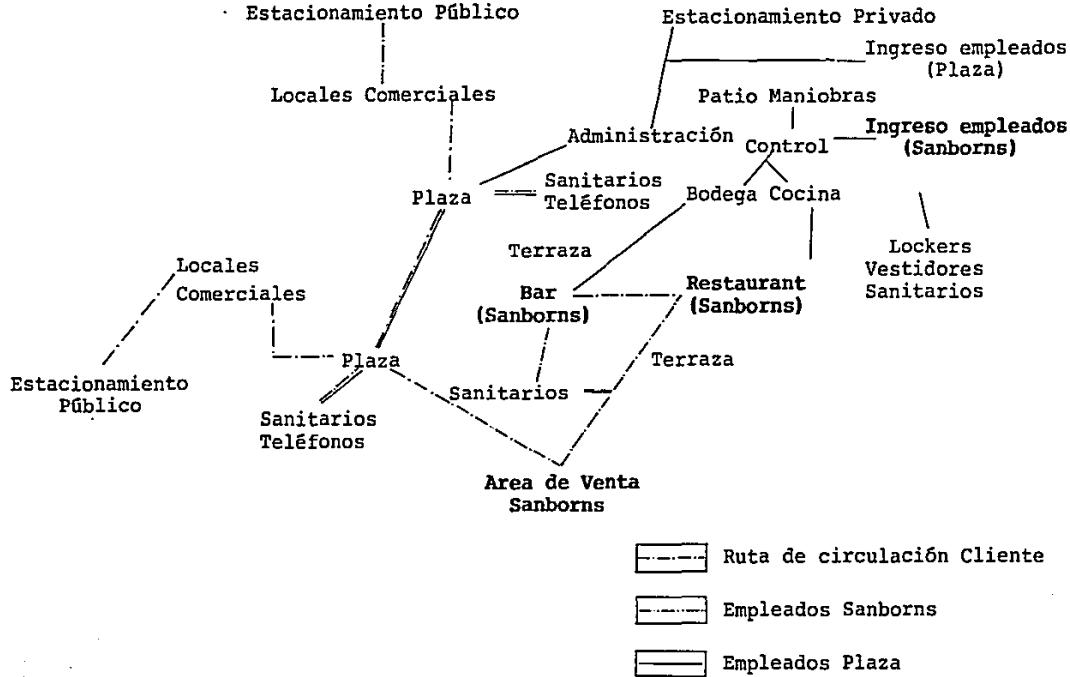 Estacionamiento Público
Estacionamiento Privado
Ingreso empleados
(Plaza)
Locales Comerciales
Patio Maniobras
Administración
Control
Ingreso empleados
(Sanborns)
Plaza
Sanitarios
Teléfonos
Bodega Cocina
Terraza
Lockers
Vestidores
Sanitarios
Locales
Comerciales
Bar
(Sanborns)
Restaurant
(Sanborns)
Plaza
Terraza
Estacionamiento
Público
Sanitarios
Sanitarios
Teléfonos
Area de Venta
Sanborns
Ruta de circulación Cliente
Empleados Sanborns
Empleados Plaza